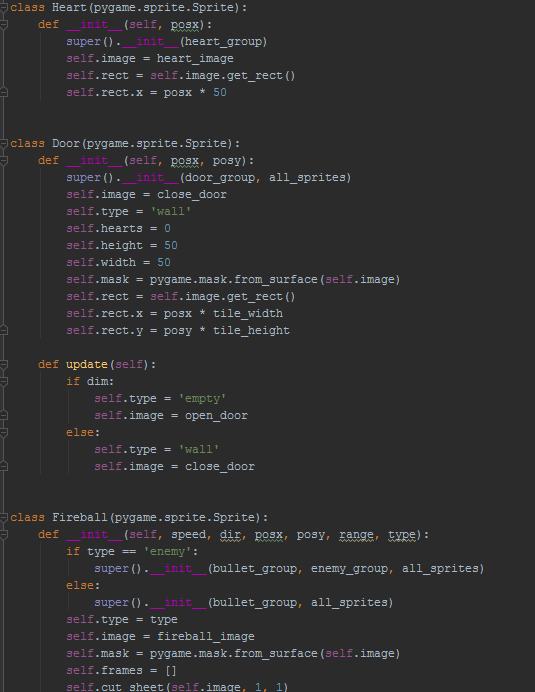 class Heart(pygame.sprite.Sprite):
    def __init__(self, posx):
        super().__init__(heart_group)
        self.image = heart_image
        self.rect = self.image.get_rect()
        self.rect.x = posx * 50
class Door(pygame.sprite.Sprite):
    def __init__(self, posx, posy):
        super().__init__(door_group, all_sprites)
        self.image = close_door
        self.type = 'wall'
        self.hearts = 0
        self.height = 50
        self.width = 50
        self.mask = pygame.mask.from_surface(self.image)
        self.rect = self.image.get_rect()
        self.rect.x = posx * tile_width
        self.rect.y = posy * tile_height
    def update(self):
        if dim:
            self.type = 'empty'
            self.image = open_door
        else:
            self.type = 'wall'
            self.image = close_door
class Fireball(pygame.sprite.Sprite):
    def __init__(self, speed, dir, posx, posy, range, type):
        if type == 'enemy':
            super().__init__(bullet_group, enemy_group, all_sprites)
        else:
            super().__init__(bullet_group, all_sprites)
        self.type = type
        self.image = fireball_image
        self.mask = pygame.mask.from_surface(self.image)
        self.frames = []
        self.cut_sheet(self.image, 1, 1)